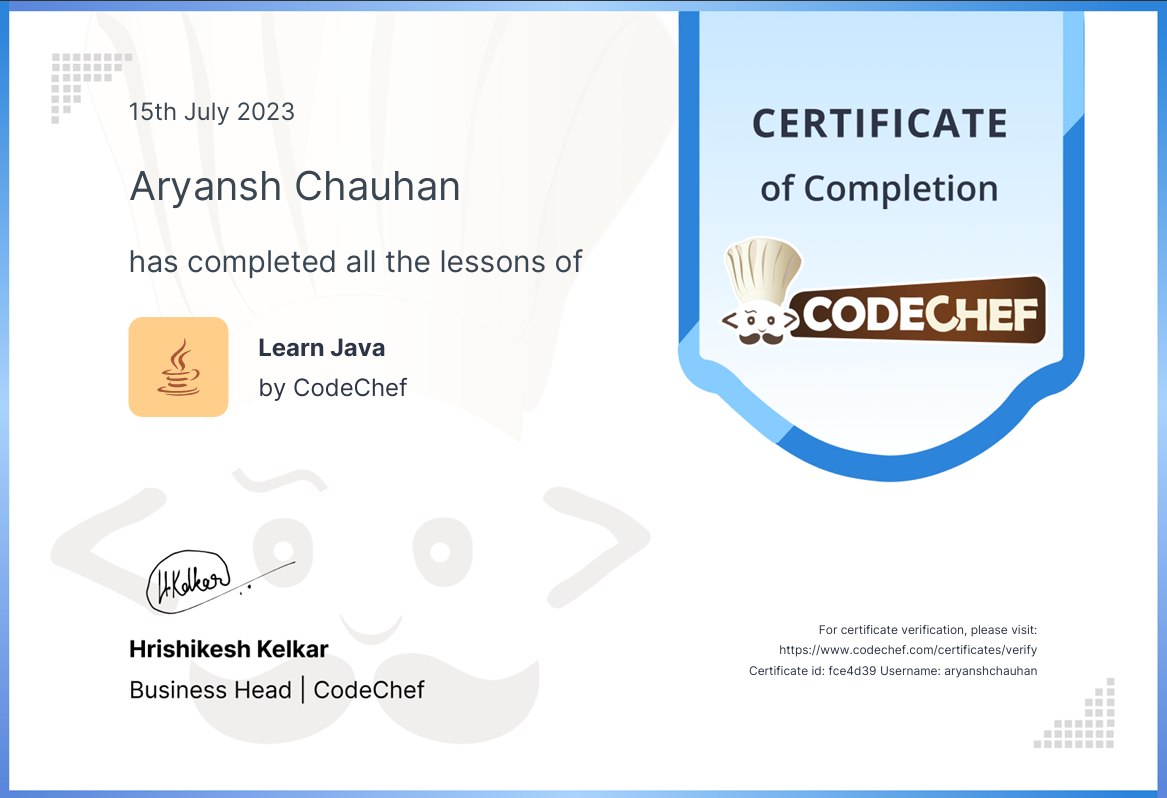 15th July 2023
Aryansh Chauhan
has completed all the lessons of
Learn Java
by CodeChef
CERTIFICATE
of Completion
CODECHEF
H.Kelkar
Hrishikesh Kelkar
Business Head | CodeChef
For certificate verification, please visit:
https://www.codechef.com/certificates/verify
Certificate id: fce4d39 Username: aryanshchauhan